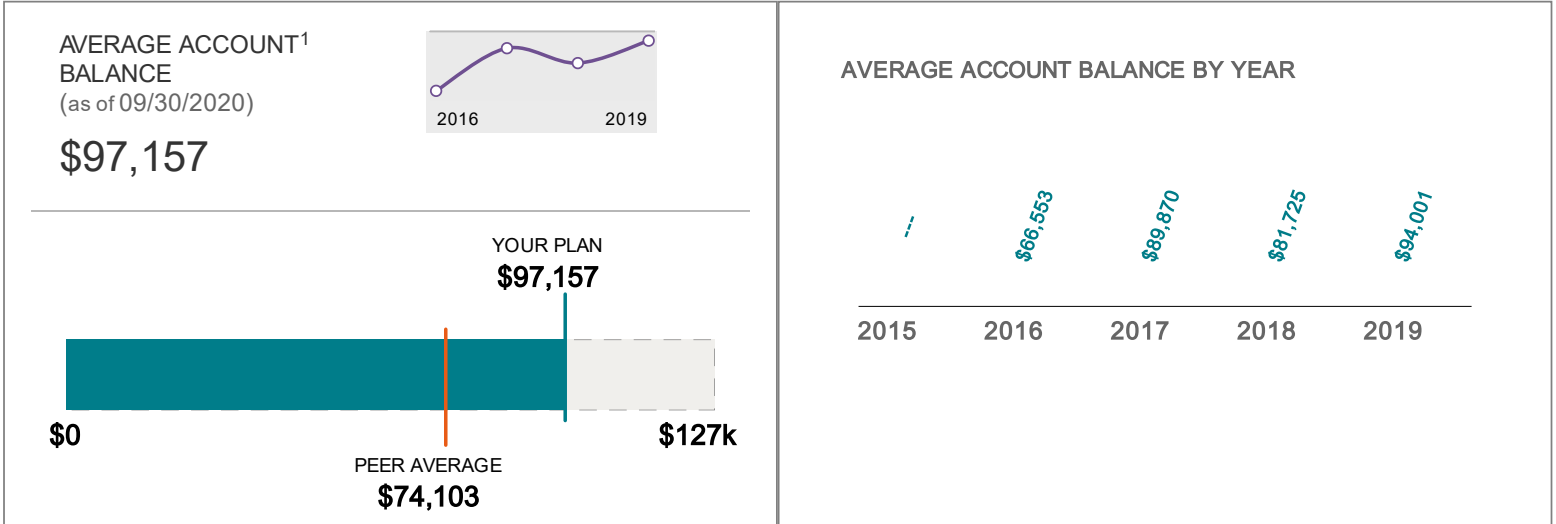 AVERAGE ACCOUNT1
BALANCE
(as of 09/30/2020)
$97,157
2016 2019
YOUR PLAN
$97,157
$0 $127k
PEER AVERAGE
$74,103
AVERAGE ACCOUNT BALANCE BY YEAR
--- $66,553 $89,870 $81,725 $94,001
2015 2016 2017 2018 2019